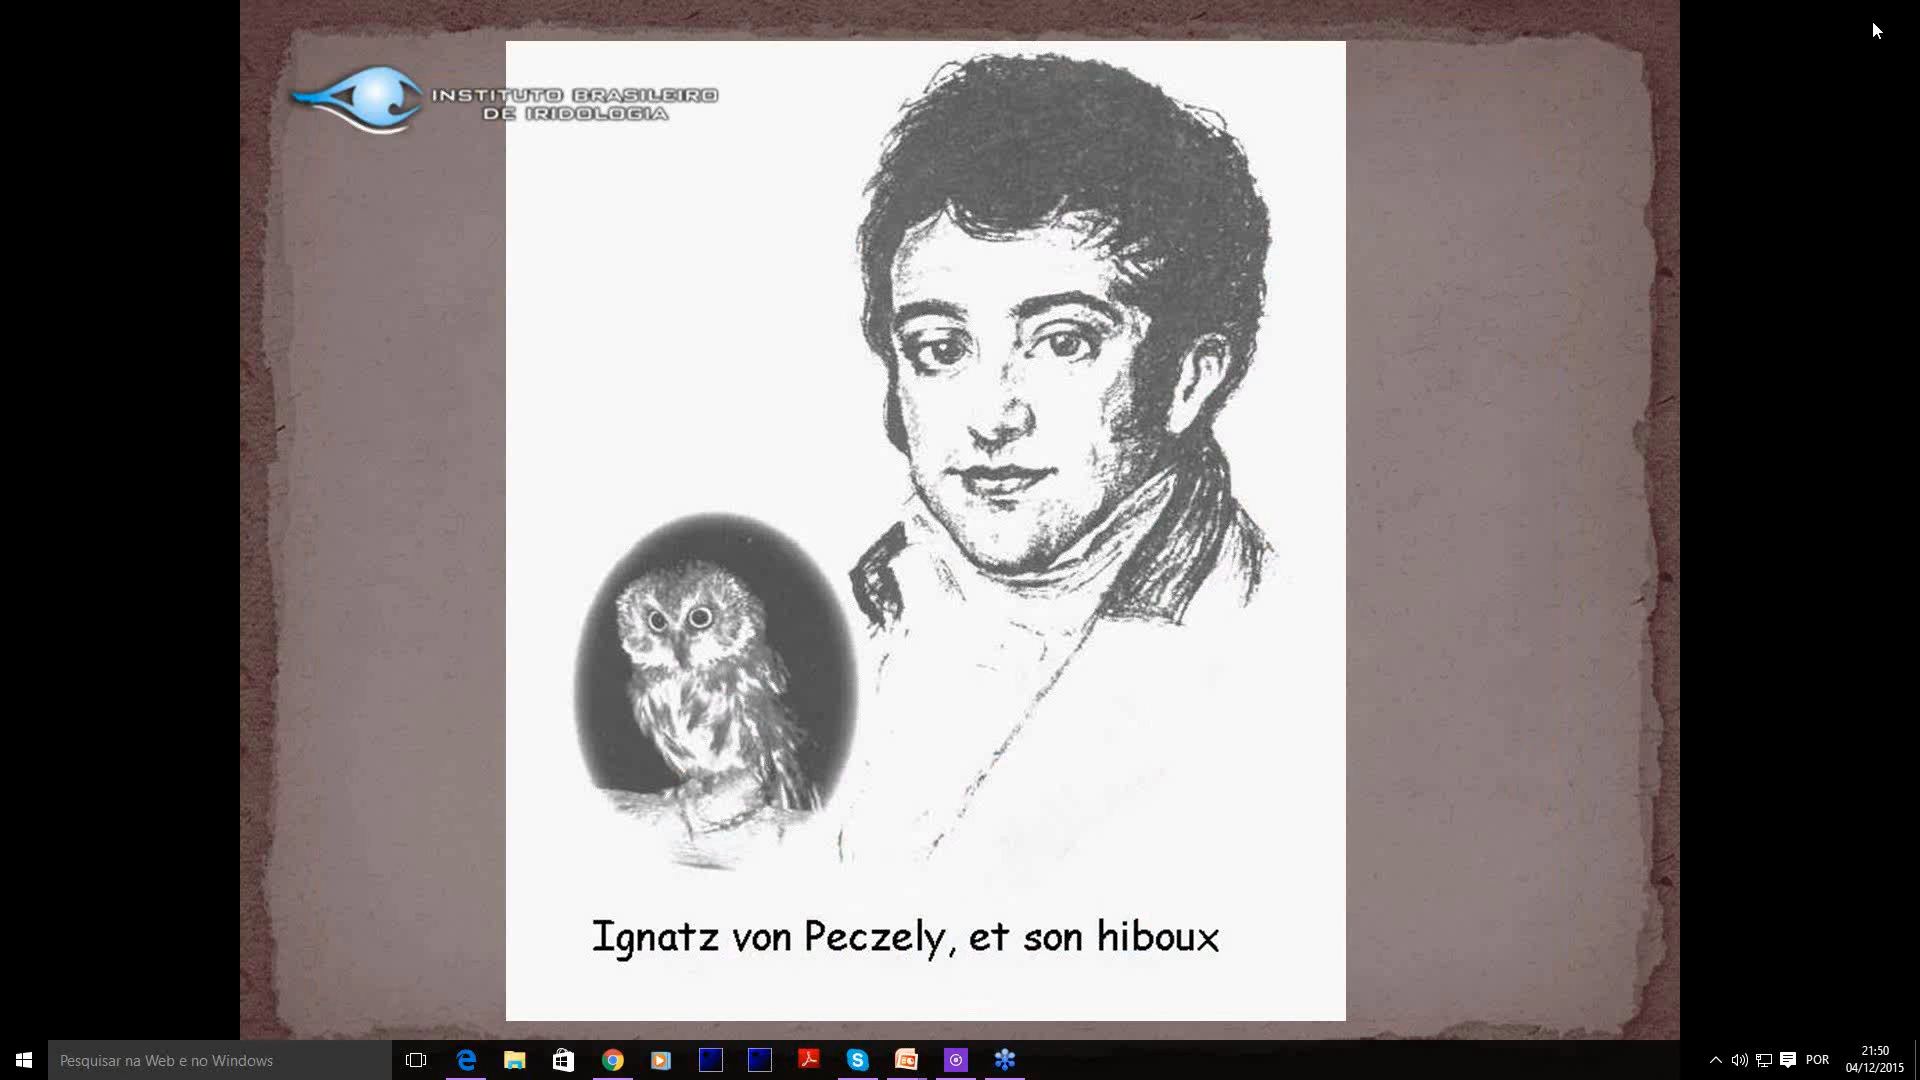 INSTITUTO BRASILEIRO
DE IRIDOLOGIA
Ignatz von Peczely, et son hiboux
Pesquisar na Web e no Windows
POR
21:50
04/12/2015